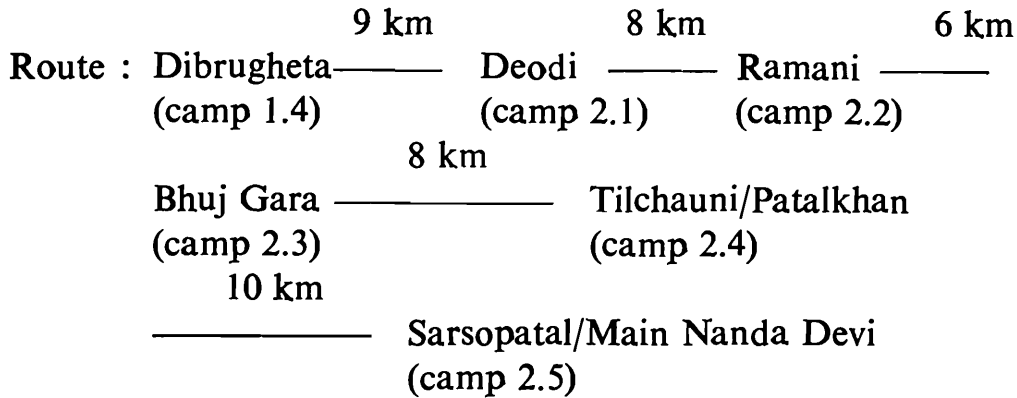 9 km 8 km 6 km
Route : Dibrugheta —— Deodi —— Ramani ——
(camp 1.4) (camp 2.1) (camp 2.2)
8 km
Bhuj Gara —— Tilchauni/Patalkhan
(camp 2.3) (camp 2.4)
10 km
—— Sarsopatal/Main Nanda Devi
(camp 2.5)